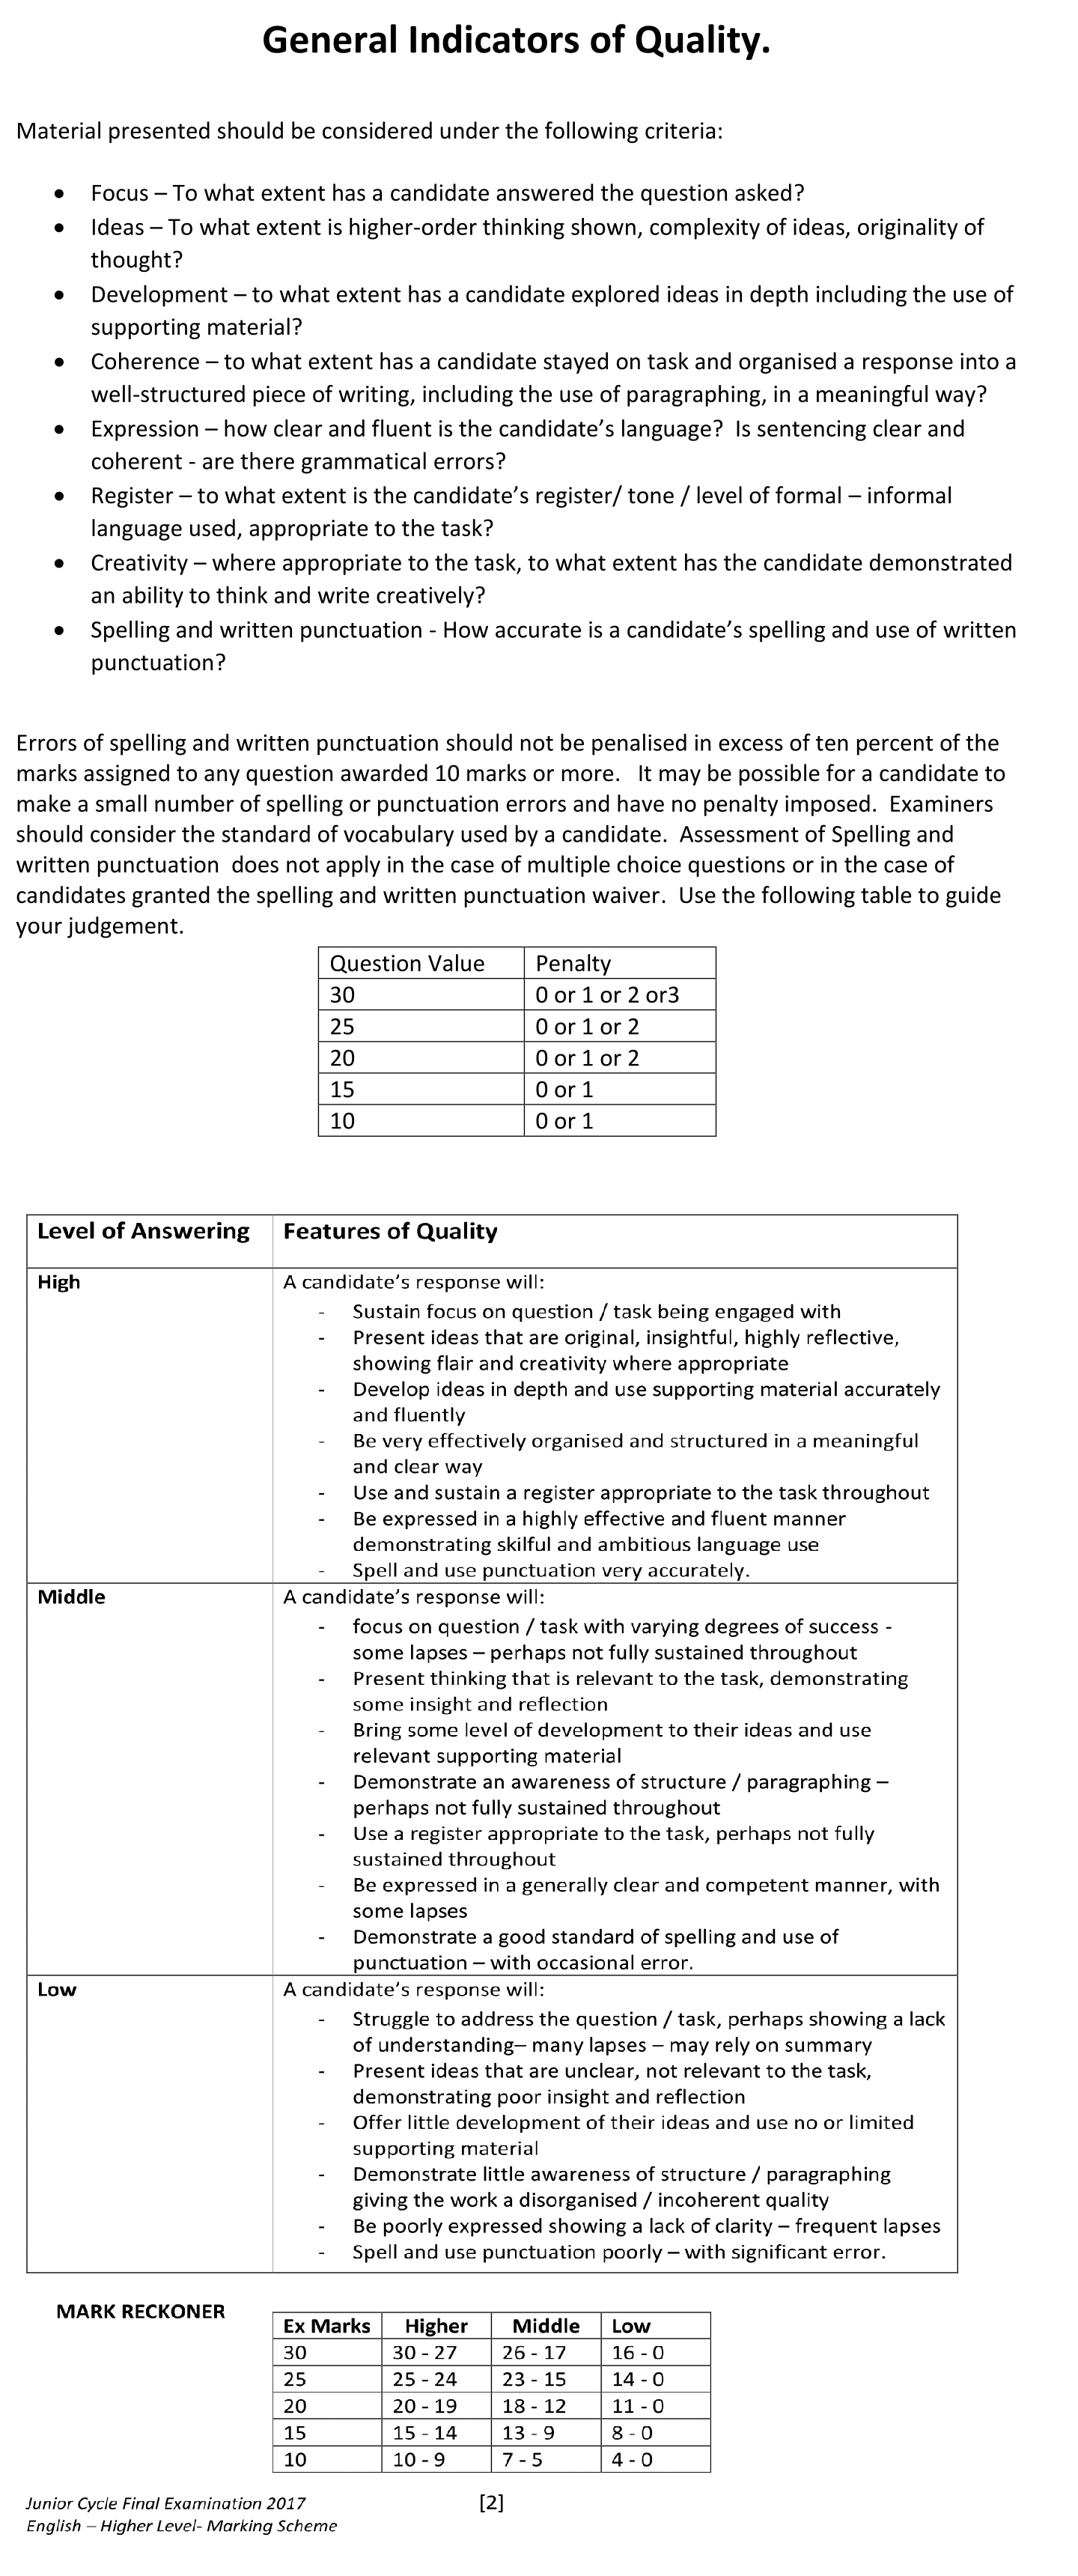 General Indicators of Quality.
Material presented should be considered under the following criteria:
• Focus – To what extent has a candidate answered the question asked?
• Ideas – To what extent is higher-order thinking shown, complexity of ideas, originality of
thought?
• Development – to what extent has a candidate explored ideas in depth including the use of
supporting material?
• Coherence – to what extent has a candidate stayed on task and organised a response into a
well-structured piece of writing, including the use of paragraphing, in a meaningful way?
• Expression – how clear and fluent is the candidate's language?  Is sentencing clear and
coherent - are there grammatical errors?
• Register – to what extent is the candidate's register/ tone / level of formal – informal
language used, appropriate to the task?
• Creativity – where appropriate to the task, to what extent has the candidate demonstrated
an ability to think and write creatively?
• Spelling and written punctuation - How accurate is a candidate's spelling and use of written
punctuation?
Errors of spelling and written punctuation should not be penalised in excess of ten percent of the
marks assigned to any question awarded 10 marks or more.   It may be possible for a candidate to
make a small number of spelling or punctuation errors and have no penalty imposed.  Examiners
should consider the standard of vocabulary used by a candidate.  Assessment of Spelling and
written punctuation  does not apply in the case of multiple choice questions or in the case of
candidates granted the spelling and written punctuation waiver.  Use the following table to guide
your judgement.
Question Value Penalty
30 0 or 1 or 2 or3
25 0 or 1 or 2
20 0 or 1 or 2
15 0 or 1
10 0 or 1
Level of Answering Features of Quality
High A candidate's response will:
- Sustain focus on question / task being engaged with
- Present ideas that are original, insightful, highly reflective,
showing flair and creativity where appropriate
- Develop ideas in depth and use supporting material accurately
and fluently
- Be very effectively organised and structured in a meaningful
and clear way
- Use and sustain a register appropriate to the task throughout
- Be expressed in a highly effective and fluent manner
demonstrating skilful and ambitious language use
- Spell and use punctuation very accurately.
Middle A candidate's response will:
- focus on question / task with varying degrees of success -
some lapses – perhaps not fully sustained throughout
- Present thinking that is relevant to the task, demonstrating
some insight and reflection
- Bring some level of development to their ideas and use
relevant supporting material
- Demonstrate an awareness of structure / paragraphing –
perhaps not fully sustained throughout
- Use a register appropriate to the task, perhaps not fully
sustained throughout
- Be expressed in a generally clear and competent manner, with
some lapses
- Demonstrate a good standard of spelling and use of
punctuation – with occasional error.
Low A candidate's response will:
- Struggle to address the question / task, perhaps showing a lack
of understanding– many lapses – may rely on summary
- Present ideas that are unclear, not relevant to the task,
demonstrating poor insight and reflection
- Offer little development of their ideas and use no or limited
supporting material
- Demonstrate little awareness of structure / paragraphing
giving the work a disorganised / incoherent quality
- Be poorly expressed showing a lack of clarity – frequent lapses
- Spell and use punctuation poorly – with significant error.
MARK RECKONER
Ex Marks Higher Middle Low
30 30 - 27 26 - 17 16 - 0
25 25 - 24 23 - 15 14 - 0
20 20 - 19 18 - 12 11 - 0
15 15 - 14 13 - 9 8 - 0
10 10 - 9 7 - 5 4 - 0
Junior Cycle Final Examination 2017 [2]
English – Higher Level- Marking Scheme